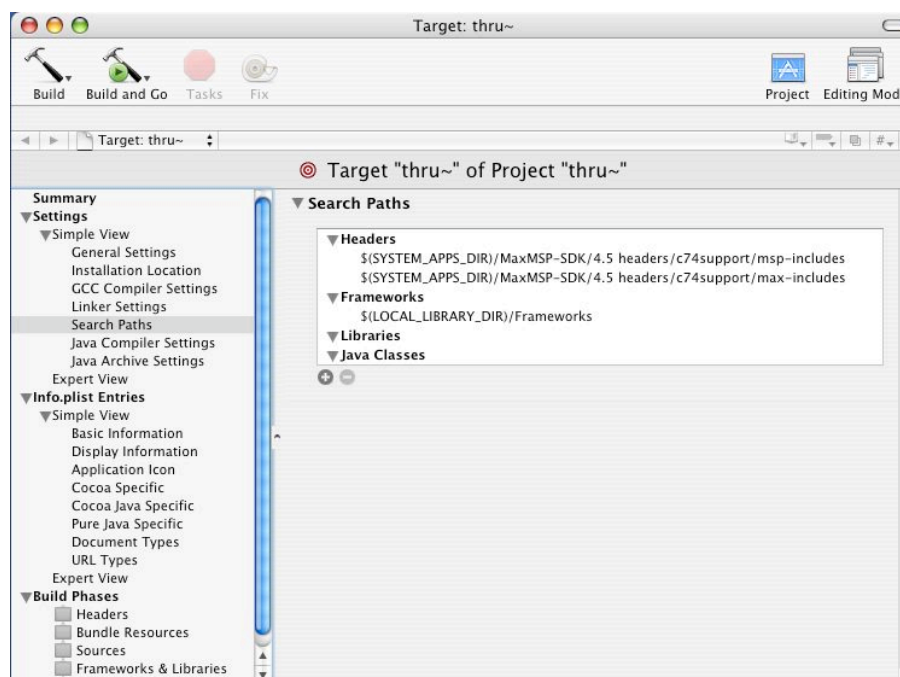 Target: thru~
Build
Build and Go
Tasks
Fix
Project
Editing Mod
Target: thru~
#
Target "thru~" of Project "thru~"
Summary
Settings
Simple View
General Settings
Installation Location
GCC Compiler Settings
Linker Settings
Search Paths
Java Compiler Settings
Java Archive Settings
Expert View
Info.plist Entries
Simple View
Basic Information
Display Information
Application Icon
Cocoa Specific
Cocoa Java Specific
Pure Java Specific
Document Types
URL Types
Expert View
Build Phases
Headers
Bundle Resources
Sources
Frameworks & Libraries
Search Paths
Headers
$(SYSTEM_APPS_DIR)/MaxMSP-SDK/4.5 headers/c74support/msp-includes
$(SYSTEM_APPS_DIR)/MaxMSP-SDK/4.5 headers/c74support/max-includes
Frameworks
$(LOCAL_LIBRARY_DIR)/Frameworks
Libraries
Java Classes